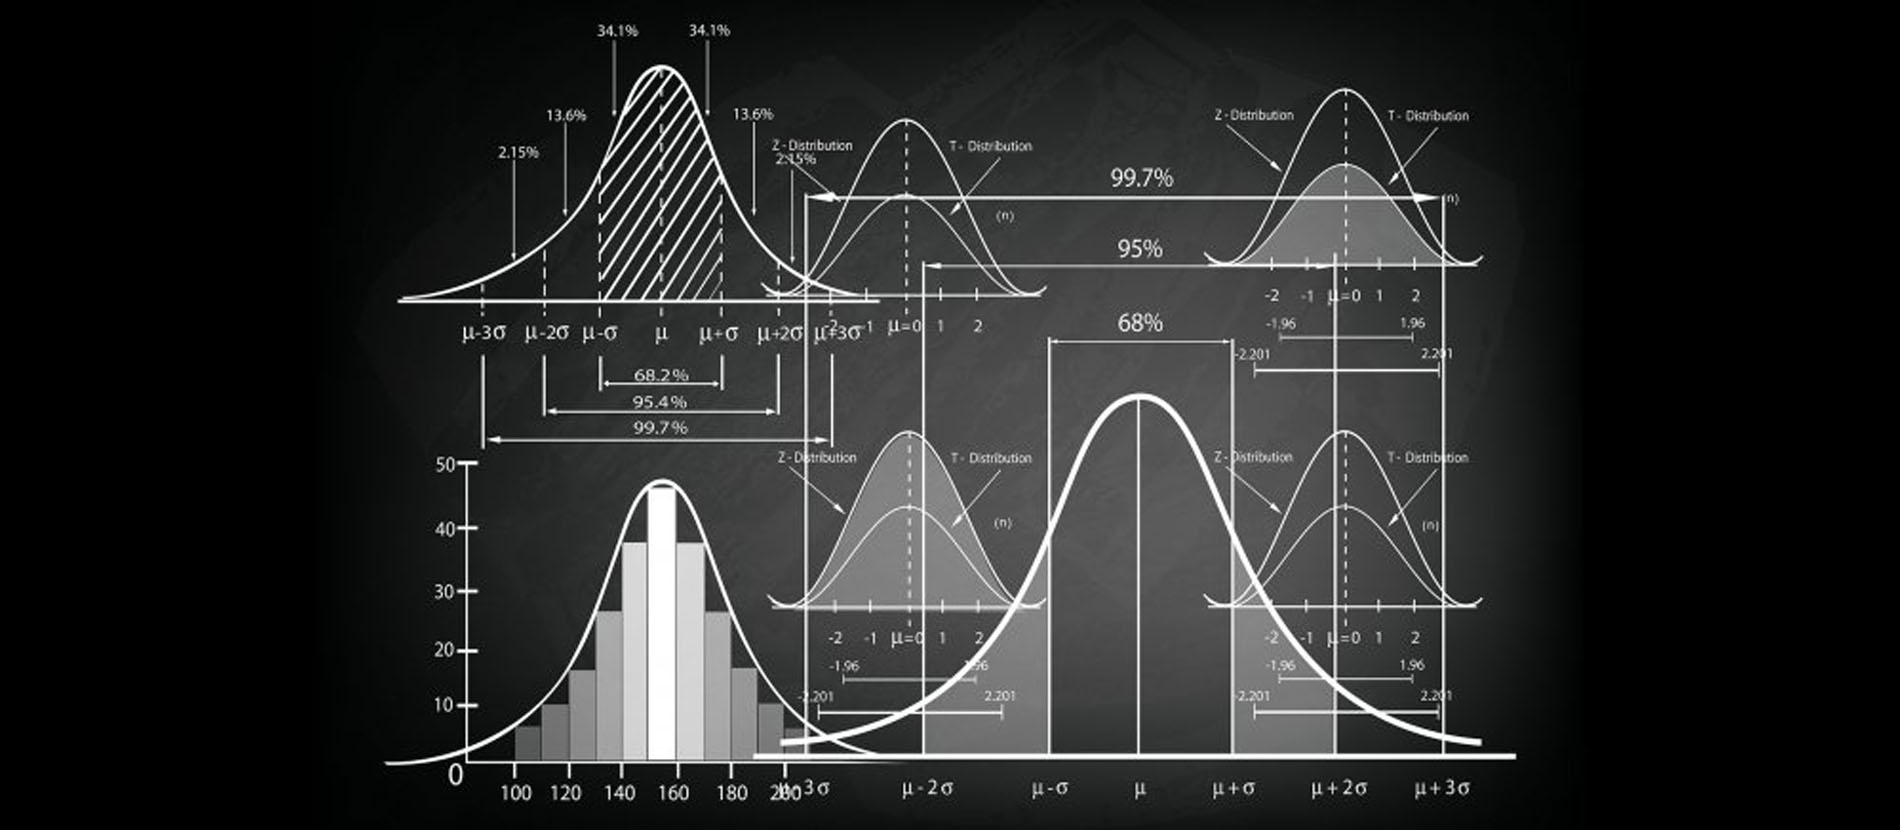 34.1% 34.1%
13.6% 13.6%
2.15% 2.15%
μ-3σ μ-2σ μ-σ μ μ+σ μ+2σ μ+3σ
68.2%
95.4%
99.7%
Z - Distribution T - Distribution
(n)
-2 -1 μ=0 1 2
Z - Distribution T - Distribution
(n)
-2 -1 μ=0 1 2
-1.96 1.96
-2.201 2.201
99.7%
95%
68%
50
40
30
20
10
0
100 120 140 160 180 200
Z - Distribution T - Distribution
(n)
-2 -1 μ=0 1 2
-1.96 1.96
-2.201 2.201
Z - Distribution T - Distribution
(n)
-2 -1 μ=0 1 2
-1.96 1.96
-2.201 2.201
μ-3σ μ-2σ μ-σ μ μ+σ μ+2σ μ+3σ